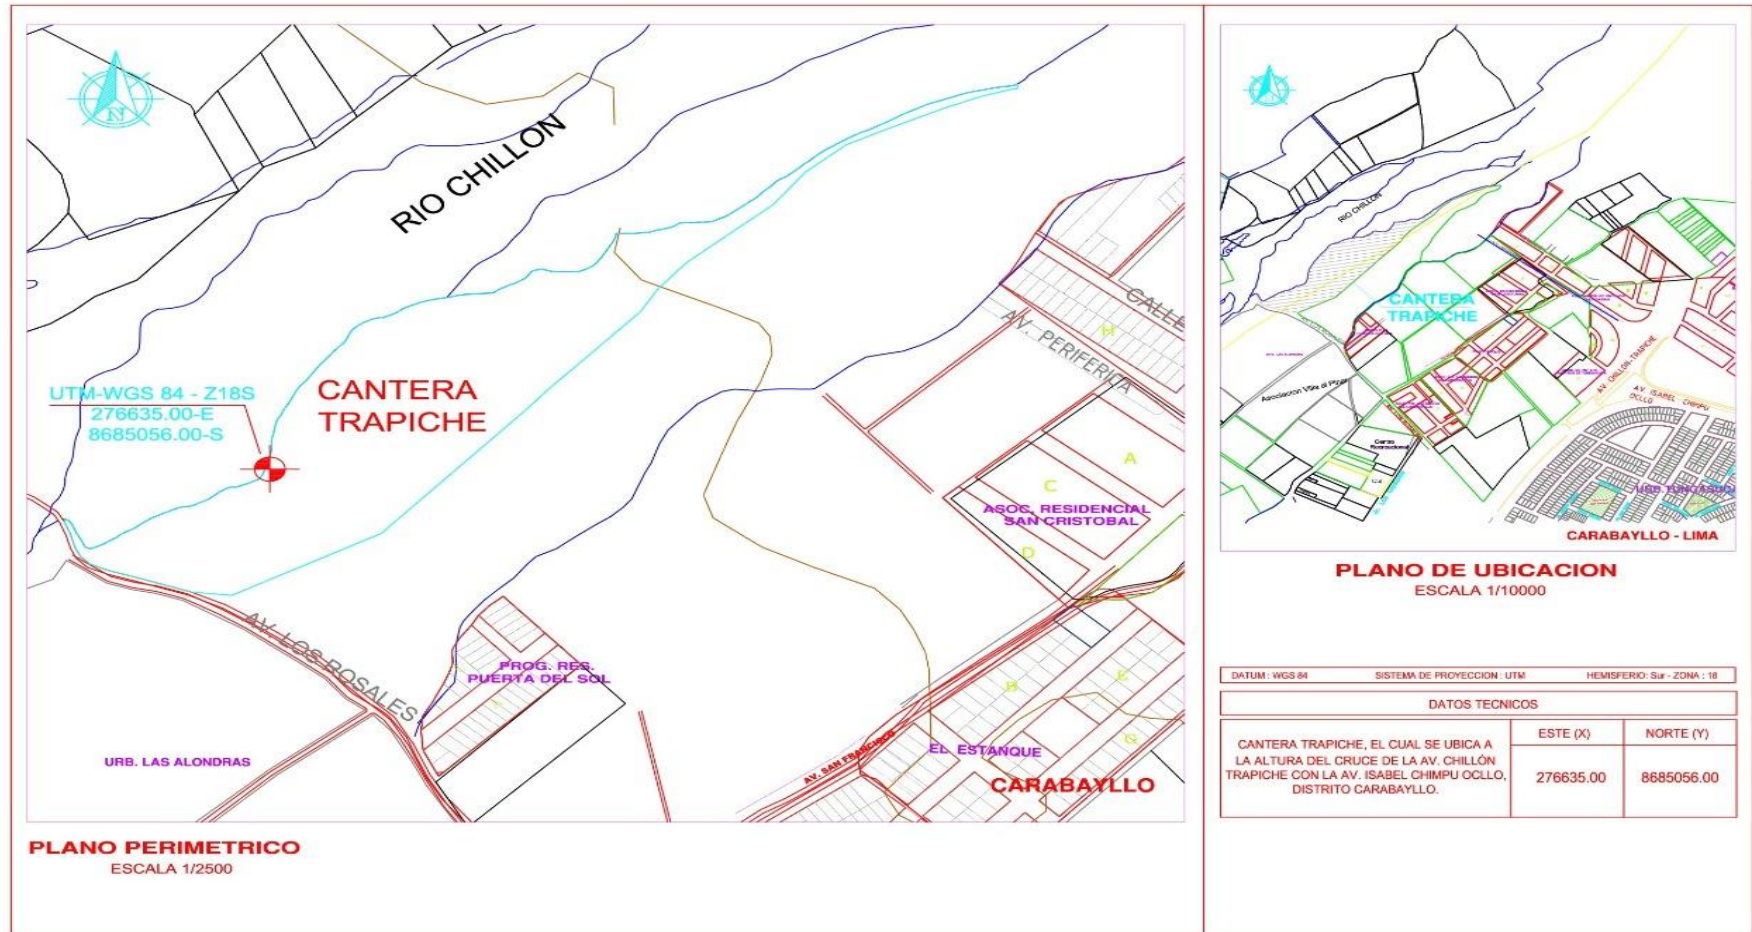 N
RIO CHILLON
UTM-WGS 84 - Z18S
276635.00-E
8685056.00-S
CANTERA
TRAPICHE
CALLE
AV. PERIFERICA
H
A
C
ASOC. RESIDENCIAL
SAN CRISTOBAL
D
AV. LOS ROSALES
PROG. RES.
PUERTA DEL SOL
URB. LAS ALONDRAS
B
E
G
EL ESTANQUE
AV. SAN FRANCISCO
CARABAYLLO
PLANO PERIMETRICO
ESCALA 1/2500
RIO CHILLON
CANTERA
TRAPICHE
AV. CHILLON-TRAPICHE
AV. ISABEL CHIMPU
OCLLO
CARABAYLLO - LIMA
PLANO DE UBICACION
ESCALA 1/10000
DATUM : WGS 84 SISTEMA DE PROYECCION : UTM HEMISFERIO: Sur - ZONA : 18
DATOS TECNICOS
CANTERA TRAPICHE, EL CUAL SE UBICA A
LA ALTURA DEL CRUCE DE LA AV. CHILLÓN
TRAPICHE CON LA AV. ISABEL CHIMPU OCLLO,
DISTRITO CARABAYLLO.
ESTE (X) NORTE (Y)
276635.00 8685056.00